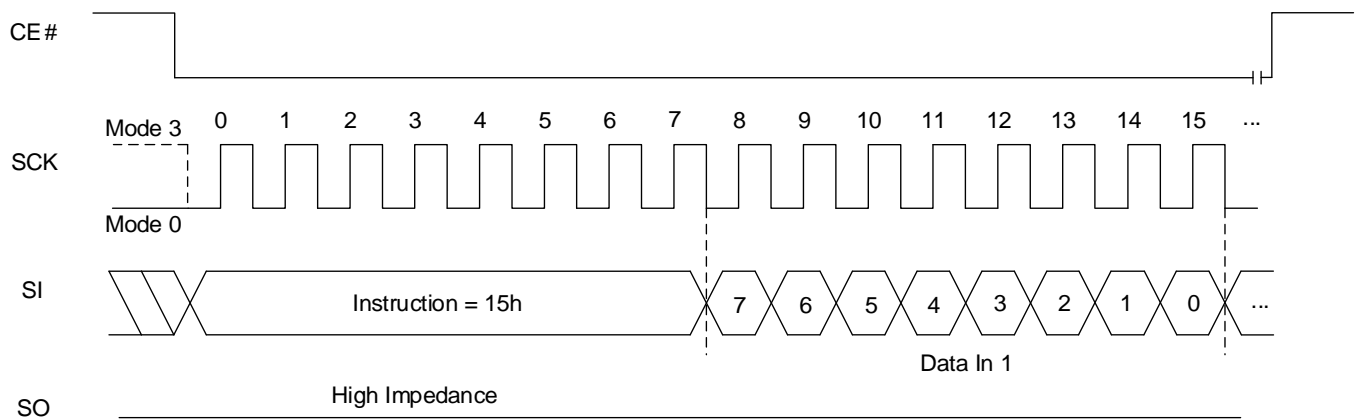 CE#
Mode 3
0 1 2 3 4 5 6 7 8 9 10 11 12 13 14 15 ...
SCK
Mode 0
SI
Instruction = 15h
7 6 5 4 3 2 1 0 ...
Data In 1
High Impedance
SO